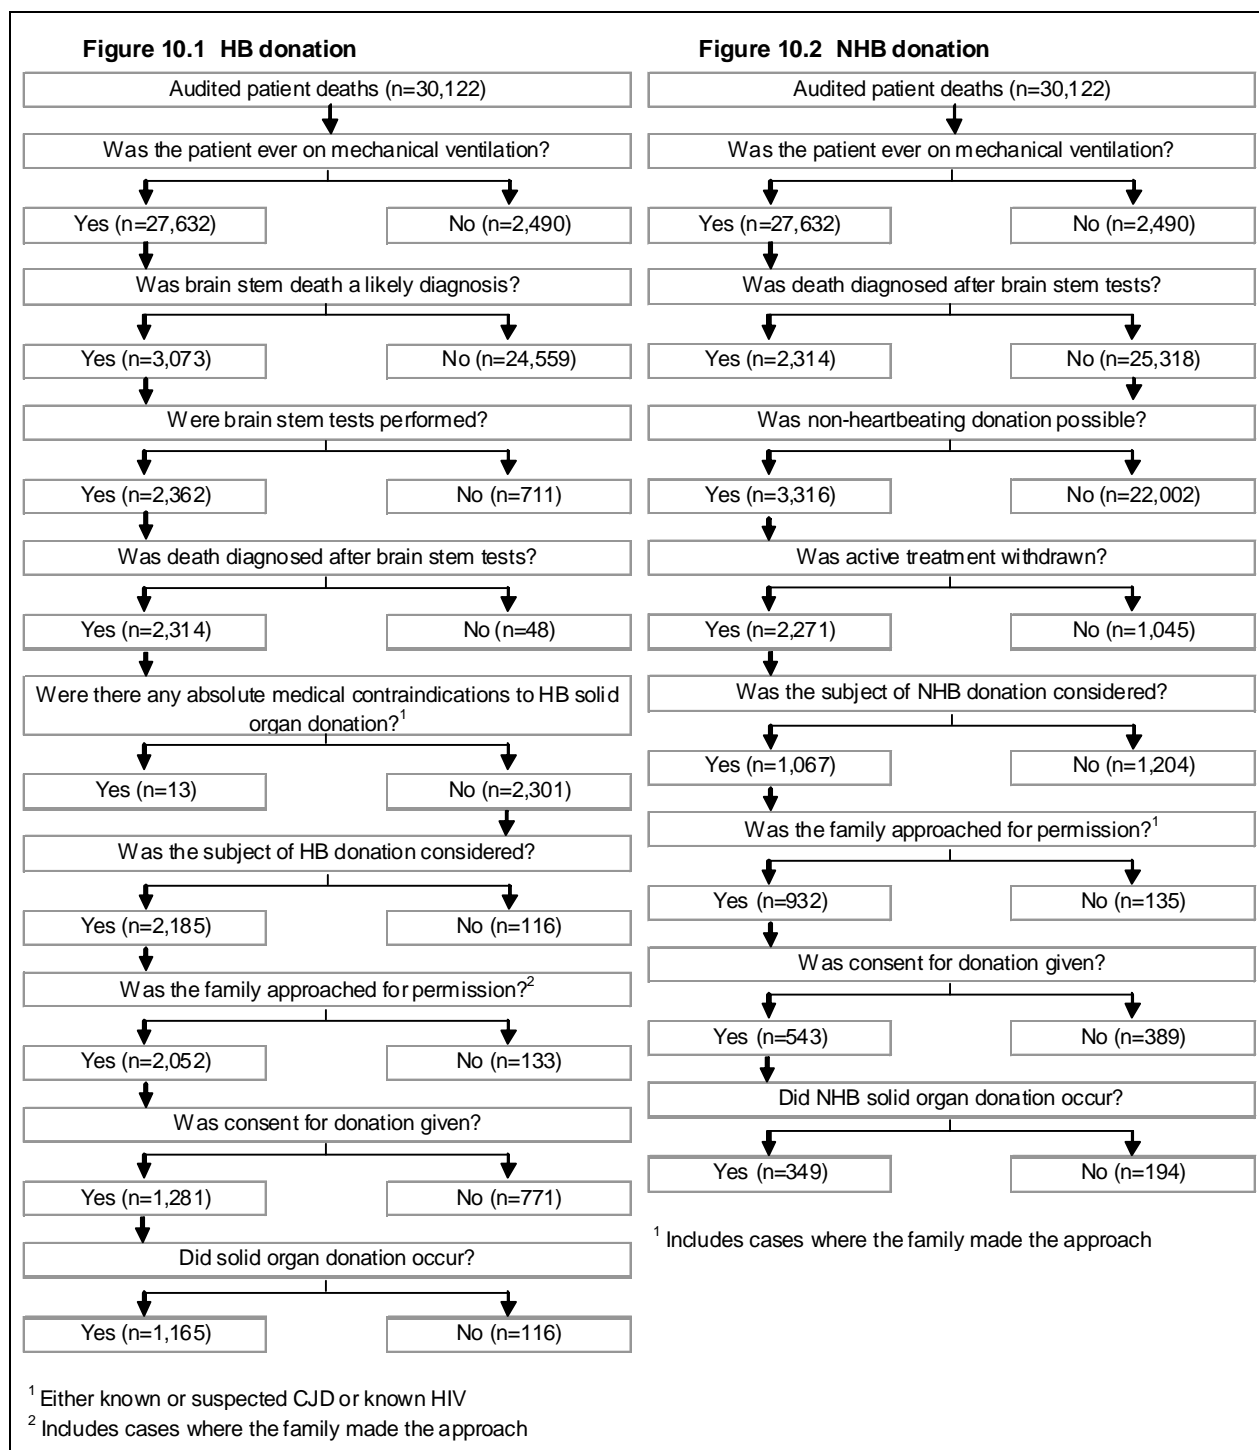 Figure 10.1 HB donation
Audited patient deaths (n=30,122)
Was the patient ever on mechanical ventilation?
Yes (n=27,632)
No (n=2,490)
Was brain stem death a likely diagnosis?
Yes (n=3,073)
No (n=24,559)
Were brain stem tests performed?
Yes (n=2,362)
No (n=711)
Was death diagnosed after brain stem tests?
Yes (n=2,314)
No (n=48)
Were there any absolute medical contraindications to HB solid
organ donation?1
Yes (n=13)
No (n=2,301)
Was the subject of HB donation considered?
Yes (n=2,185)
No (n=116)
Was the family approached for permission?2
Yes (n=2,052)
No (n=133)
Was consent for donation given?
Yes (n=1,281)
No (n=771)
Did solid organ donation occur?
Yes (n=1,165)
No (n=116)
1 Either known or suspected CJD or known HIV
2 Includes cases where the family made the approach
Figure 10.2 NHB donation
Audited patient deaths (n=30,122)
Was the patient ever on mechanical ventilation?
Yes (n=27,632)
No (n=2,490)
Was death diagnosed after brain stem tests?
Yes (n=2,314)
No (n=25,318)
Was non-heartbeating donation possible?
Yes (n=3,316)
No (n=22,002)
Was active treatment withdrawn?
Yes (n=2,271)
No (n=1,045)
Was the subject of NHB donation considered?
Yes (n=1,067)
No (n=1,204)
Was the family approached for permission?1
Yes (n=932)
No (n=135)
Was consent for donation given?
Yes (n=543)
No (n=389)
Did NHB solid organ donation occur?
Yes (n=349)
No (n=194)
1 Includes cases where the family made the approach